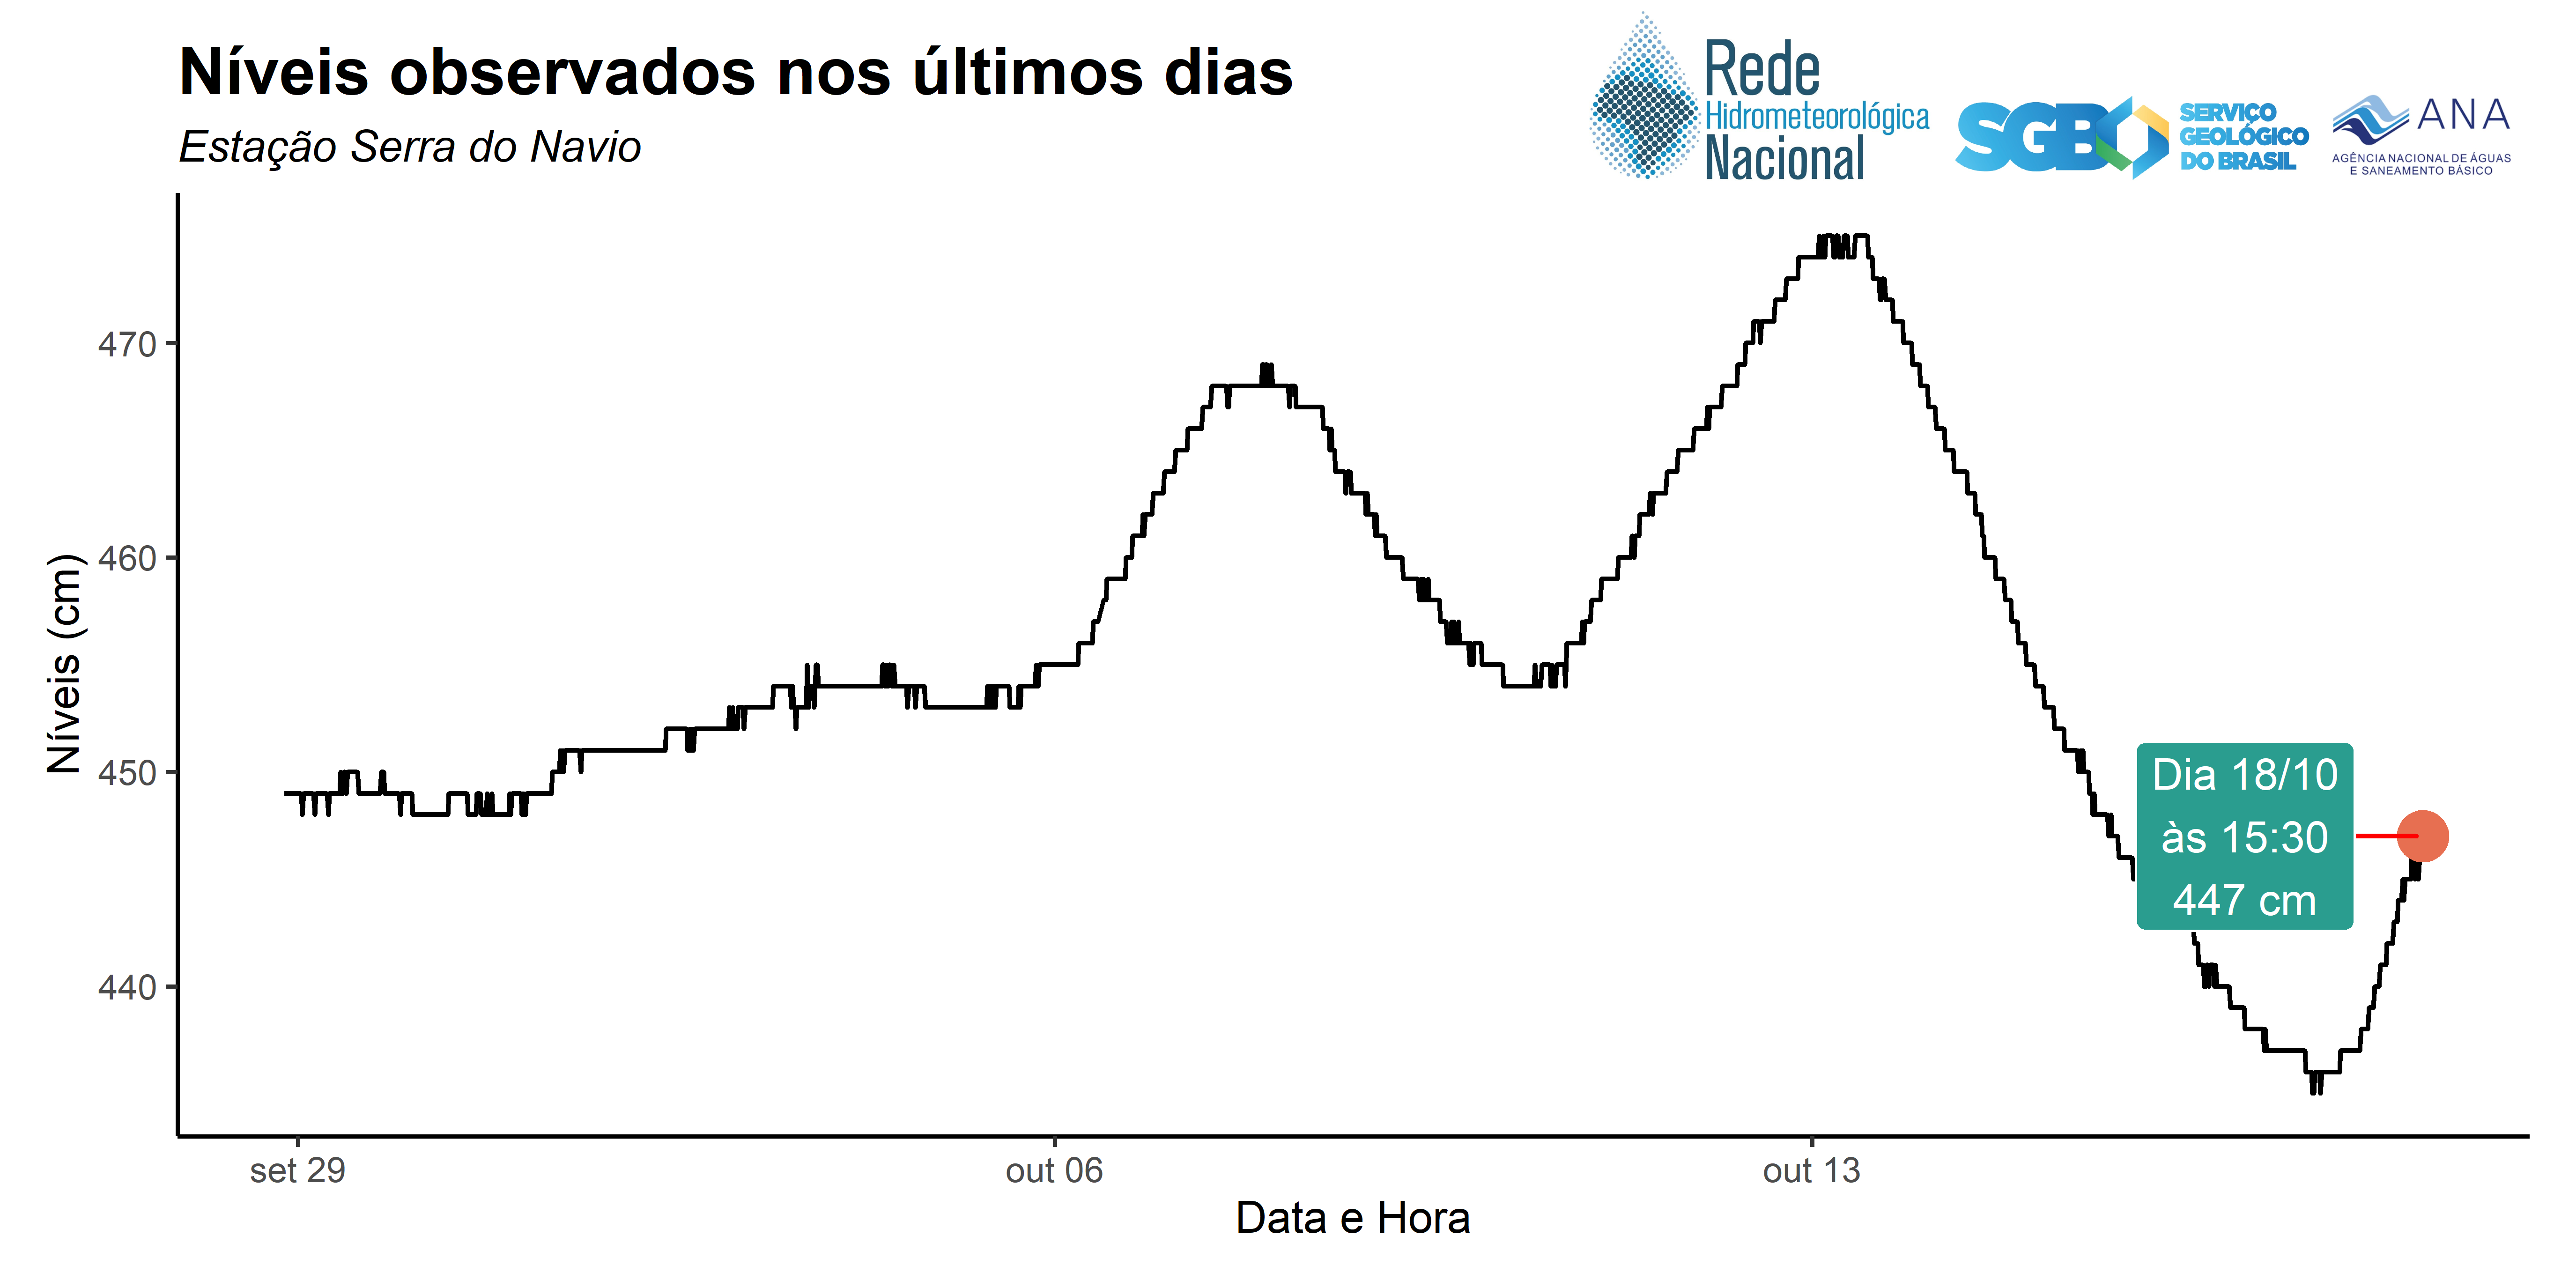 Níveis observados nos últimos dias
Estação Serra do Navio
Rede
Hidrometeorológica
Nacional
SGB
SERVIÇO
GEOLÓGICO
DO BRASIL
ANA
AGÊNCIA NACIONAL DE ÁGUAS
E SANEAMENTO BÁSICO
Níveis (cm)
470
460
450
440
Dia 18/10
às 15:30
447 cm
set 29
out 06
out 13
Data e Hora